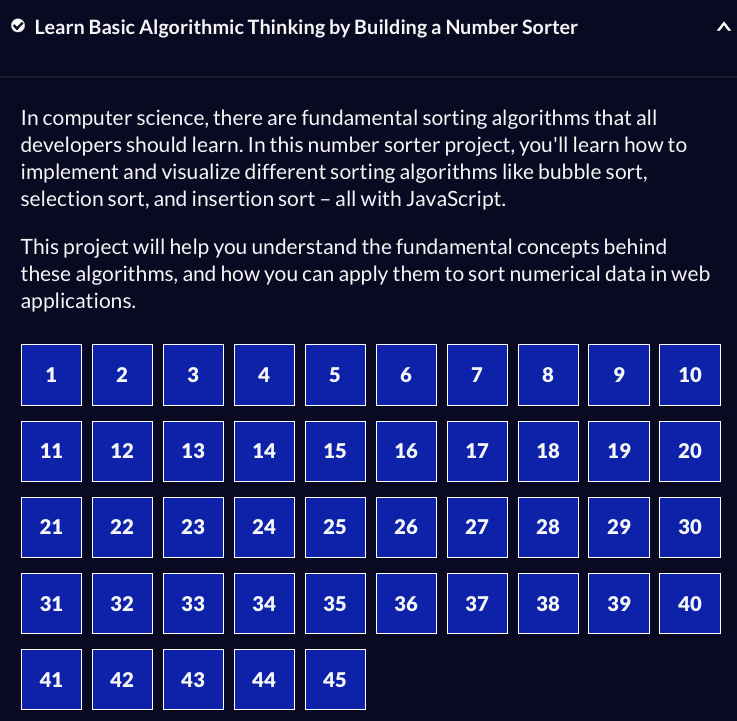 Learn Basic Algorithmic Thinking by Building a Number Sorter
In computer science, there are fundamental sorting algorithms that all
developers should learn. In this number sorter project, you'll learn how to
implement and visualize different sorting algorithms like bubble sort,
selection sort, and insertion sort – all with JavaScript.
This project will help you understand the fundamental concepts behind
these algorithms, and how you can apply them to sort numerical data in web
applications.
1 2 3 4 5 6 7 8 9 10
11 12 13 14 15 16 17 18 19 20
21 22 23 24 25 26 27 28 29 30
31 32 33 34 35 36 37 38 39 40
41 42 43 44 45